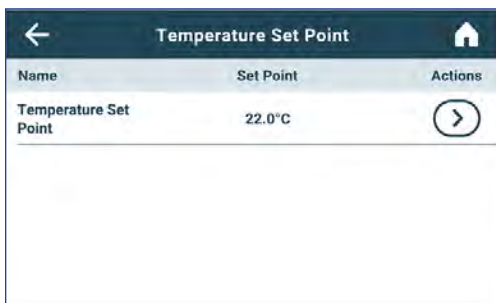 Temperature Set Point
Name Set Point Actions
Temperature Set
Point
22.0°C